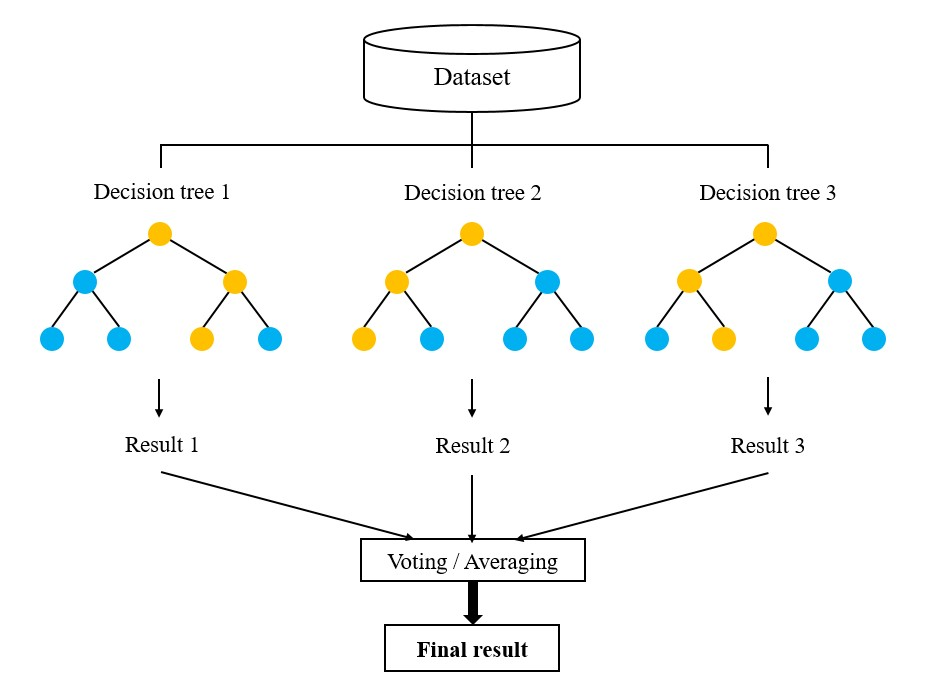 Dataset
Decision tree 1
Decision tree 2
Decision tree 3
Result 1
Result 2
Result 3
Voting / Averaging
Final result